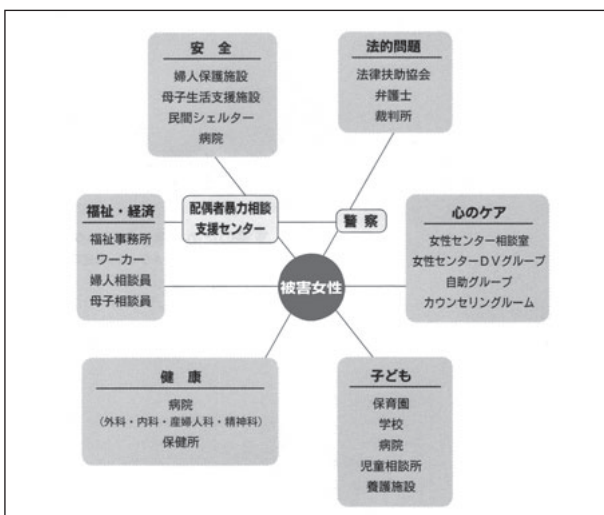 安 全
婦人保護施設
母子生活支援施設
民間シェルター
病院
法的問題
法律扶助協会
弁護士
裁判所
配偶者暴力相談
支援センター
警 察
福祉・経済
福祉事務所
ワーカー
婦人相談員
母子相談員
心のケア
女性センター相談室
女性センターDVグループ
自助グループ
カウンセリングルーム
被害女性
健 康
病院
(外科・内科・産婦人科・精神科)
保健所
子ども
保育園
学校
病院
児童相談所
養護施設